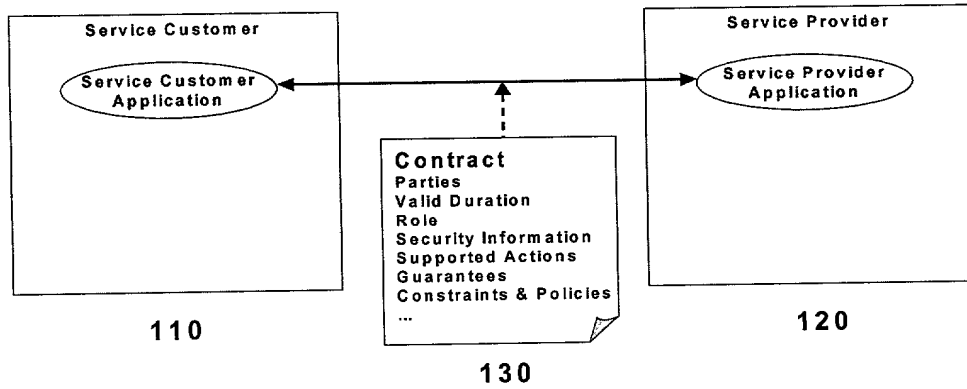 Service Customer
Service Customer
Application
Service Provider
Service Provider
Application
Contract
Parties
Valid Duration
Role
Security Information
Supported Actions
Guarantees
Constraints & Policies
...
110
120
130